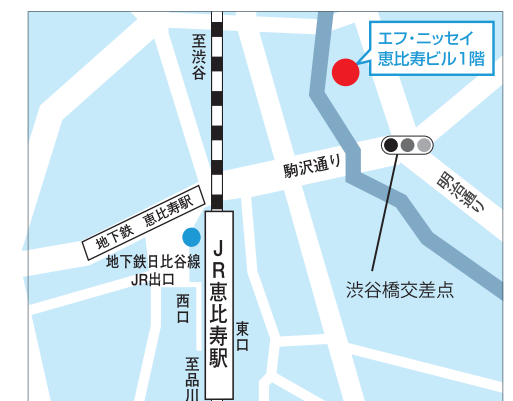 至渋谷
エフ・ニッセイ
恵比寿ビル1階
駒沢通り
明治通り
地下鉄 恵比寿駅
地下鉄日比谷線
JR出口
西口
JR恵比寿駅
東口
渋谷橋交差点
至品川